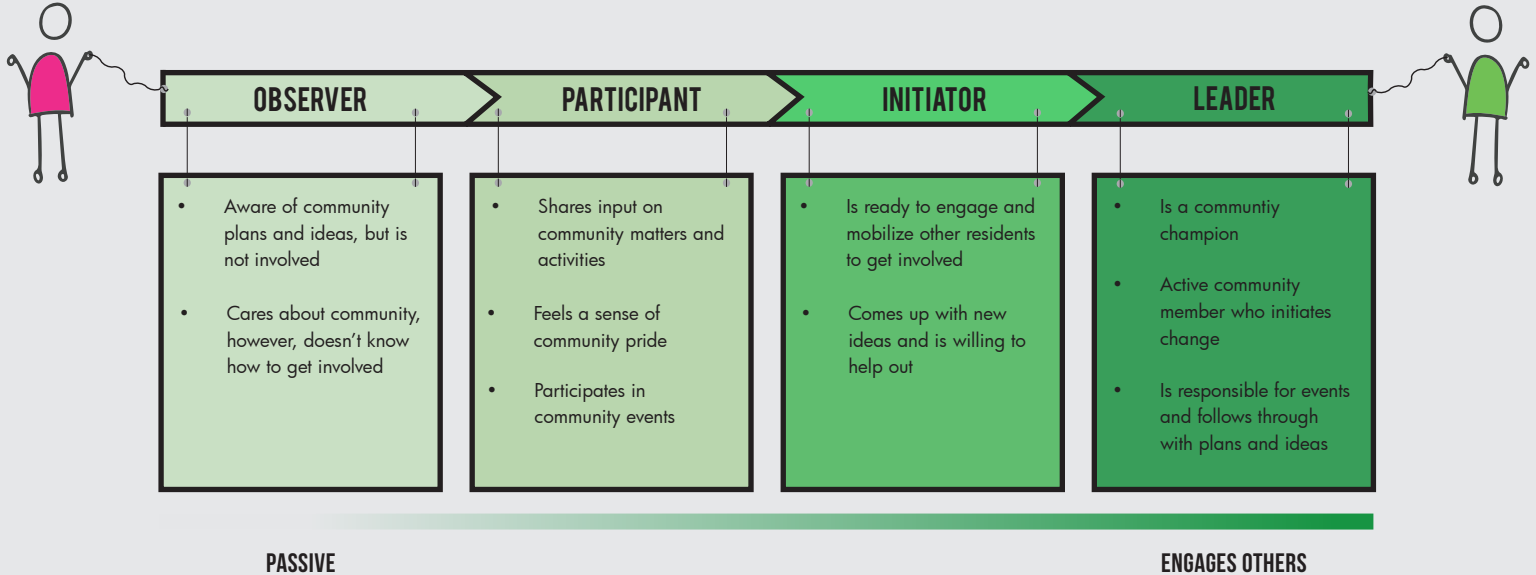 OBSERVER
PARTICIPANT
INITIATOR
LEADER
• Aware of community
plans and ideas, but is
not involved
• Cares about community,
however, doesn't know
how to get involved
• Shares input on
community matters and
activities
• Feels a sense of
community pride
• Participates in
community events
• Is ready to engage and
mobilize other residents
to get involved
• Comes up with new
ideas and is willing to
help out
• Is a communtiy
champion
• Active community
member who initiates
change
• Is responsible for events
and follows through
with plans and ideas
PASSIVE
ENGAGES OTHERS